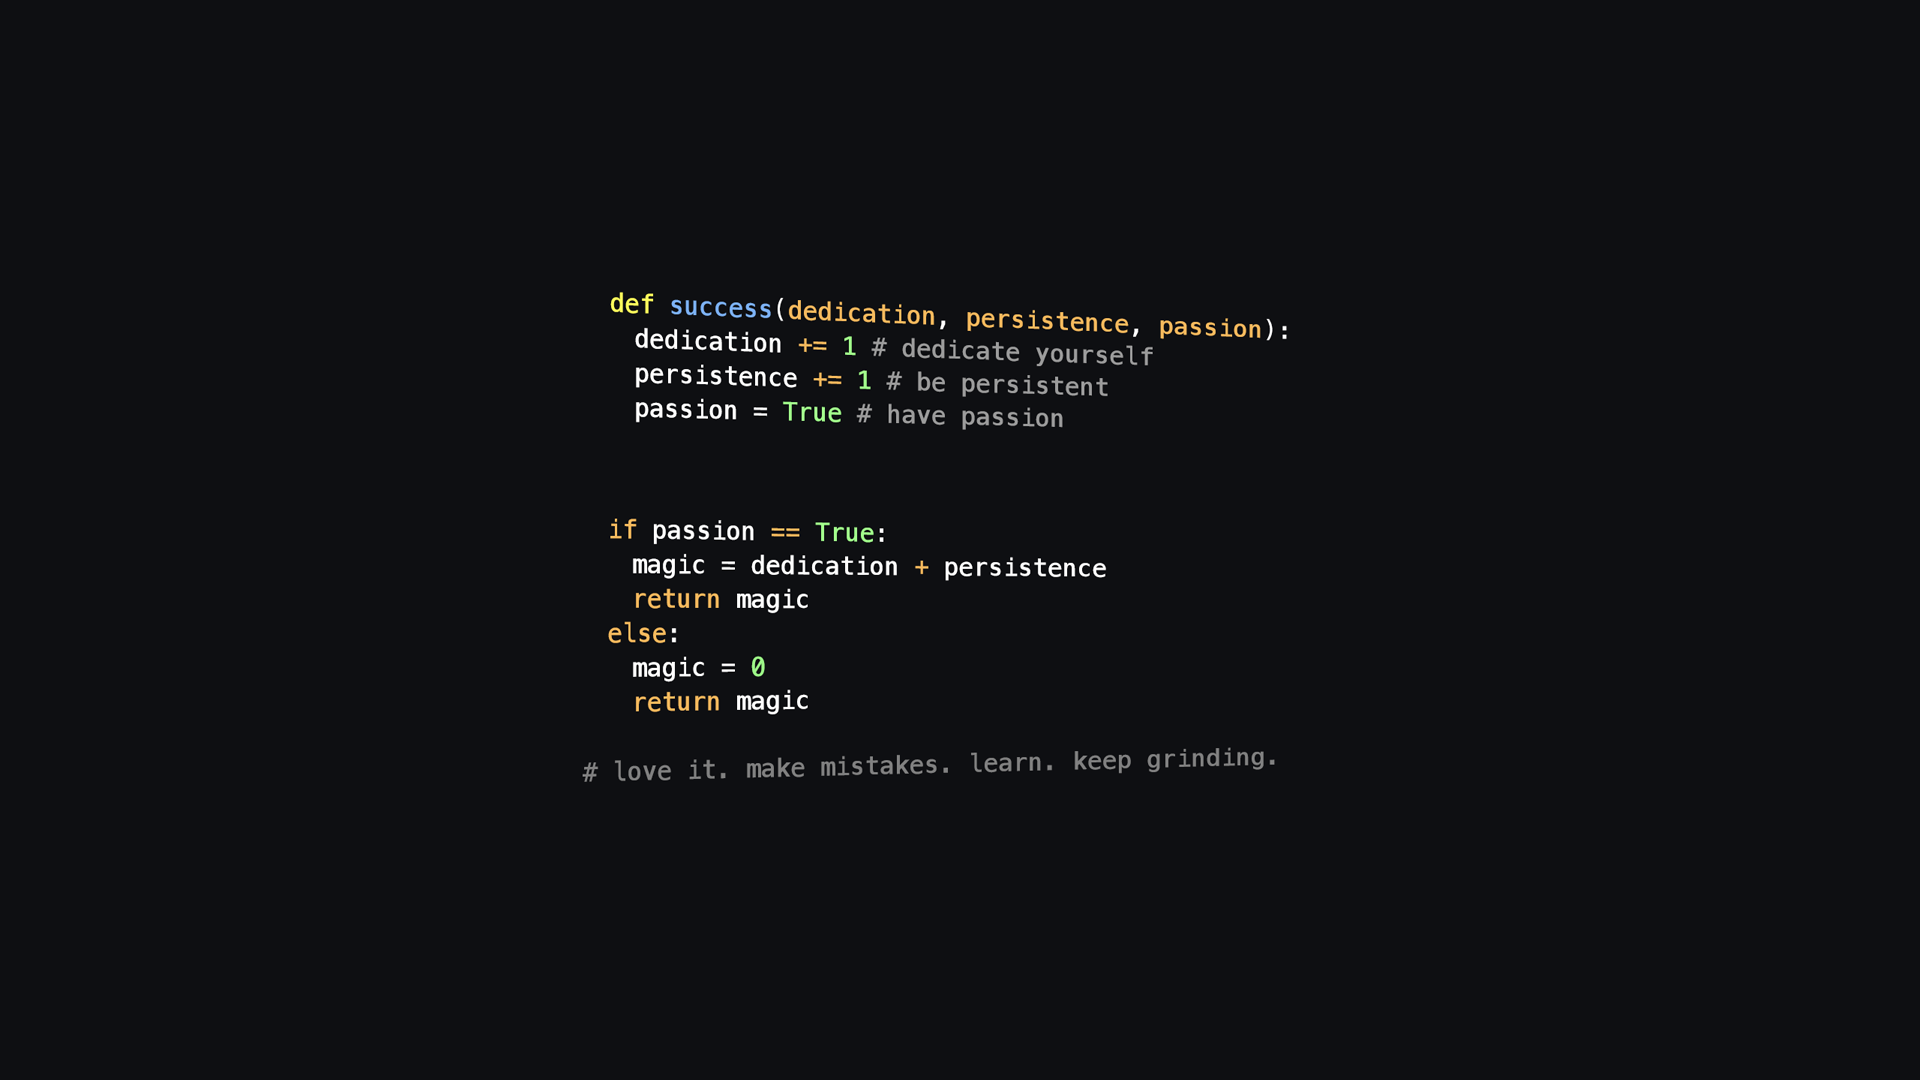 def success(dedication, persistence, passion):
  dedication += 1 # dedicate yourself
  persistence += 1 # be persistent
  passion = True # have passion
if passion == True:
  magic = dedication + persistence
  return magic
else:
  magic = 0
  return magic
# love it. make mistakes. learn. keep grinding.